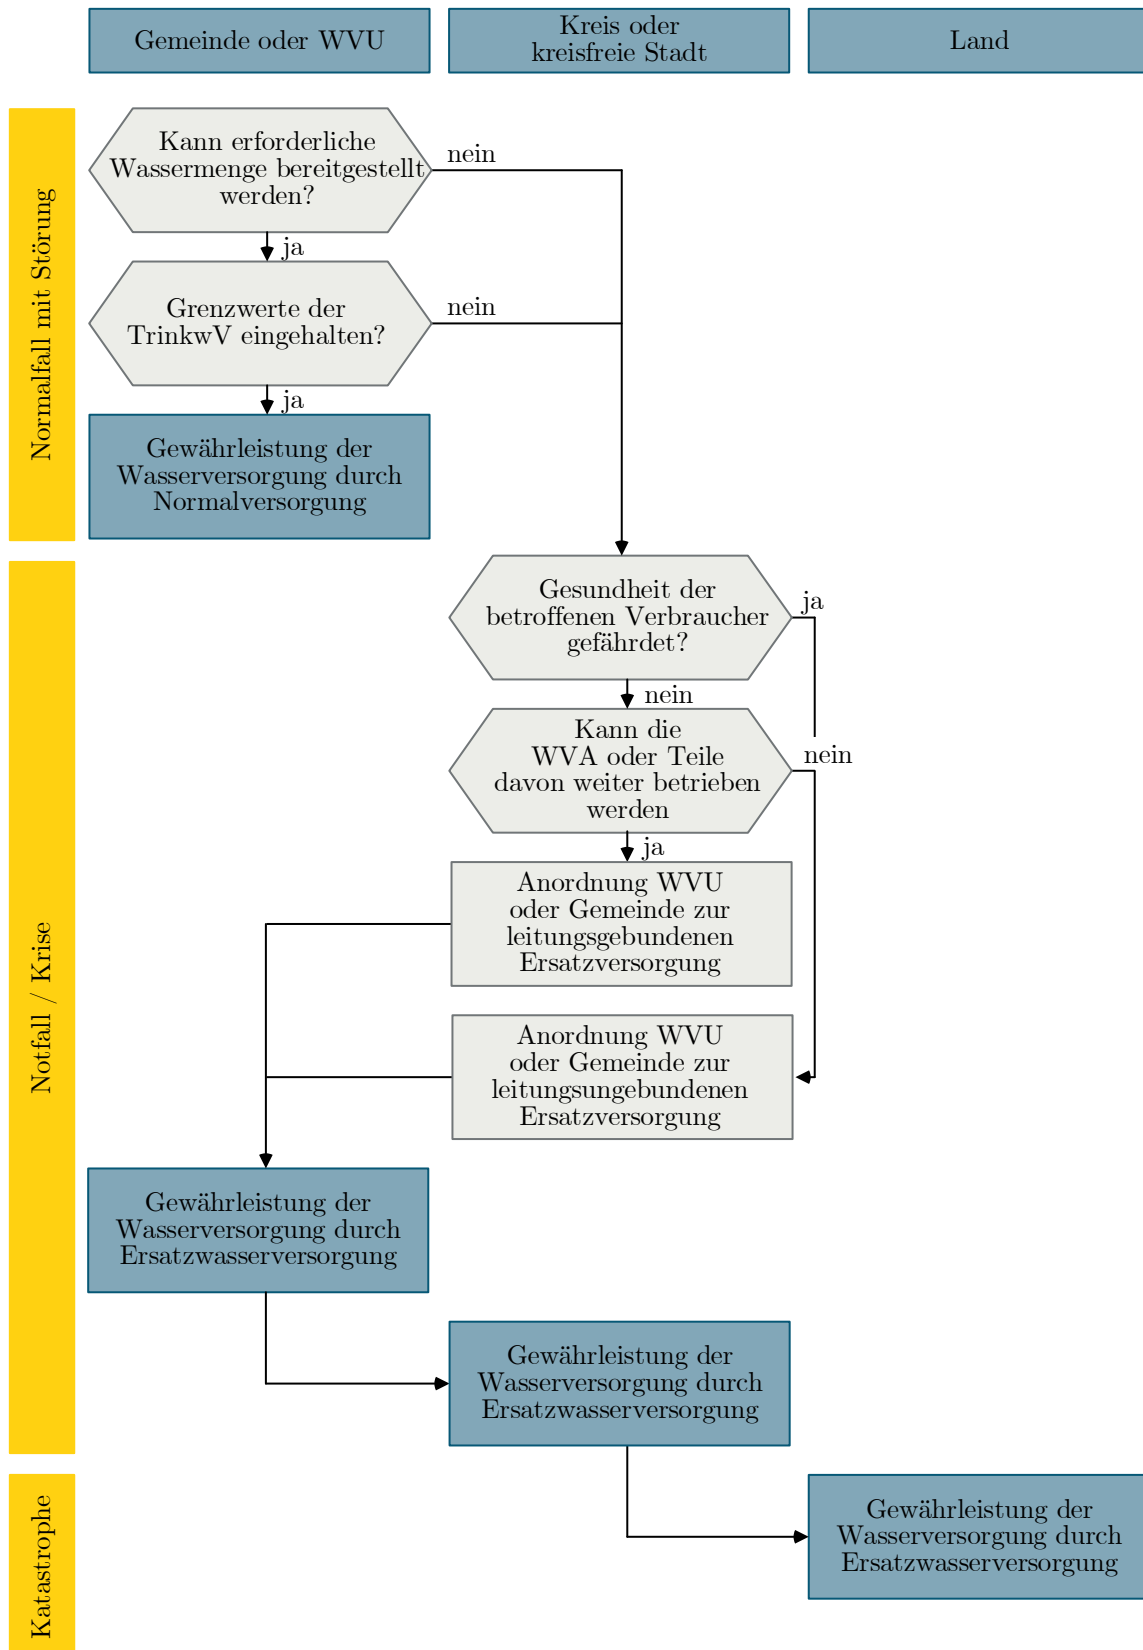 Gemeinde oder WVU
Kreis oder
kreisfreie Stadt
Land
Normalfall mit Störung
Kann erforderliche
Wassermenge bereitgestellt
werden?
nein
ja
Grenzwerte der
TrinkwV eingehalten?
nein
ja
Gewährleistung der
Wasserversorgung durch
Normalversorgung
Notfall / Krise
Gesundheit der
betroffenen Verbraucher
gefährdet?
ja
nein
Kann die
WVA oder Teile
davon weiter betrieben
werden
nein
ja
Anordnung WVU
oder Gemeinde zur
leitungsgebundenen
Ersatzversorgung
Anordnung WVU
oder Gemeinde zur
leitungsungebundenen
Ersatzversorgung
Gewährleistung der
Wasserversorgung durch
Ersatzwasserversorgung
Gewährleistung der
Wasserversorgung durch
Ersatzwasserversorgung
Katastrophe
Gewährleistung der
Wasserversorgung durch
Ersatzwasserversorgung